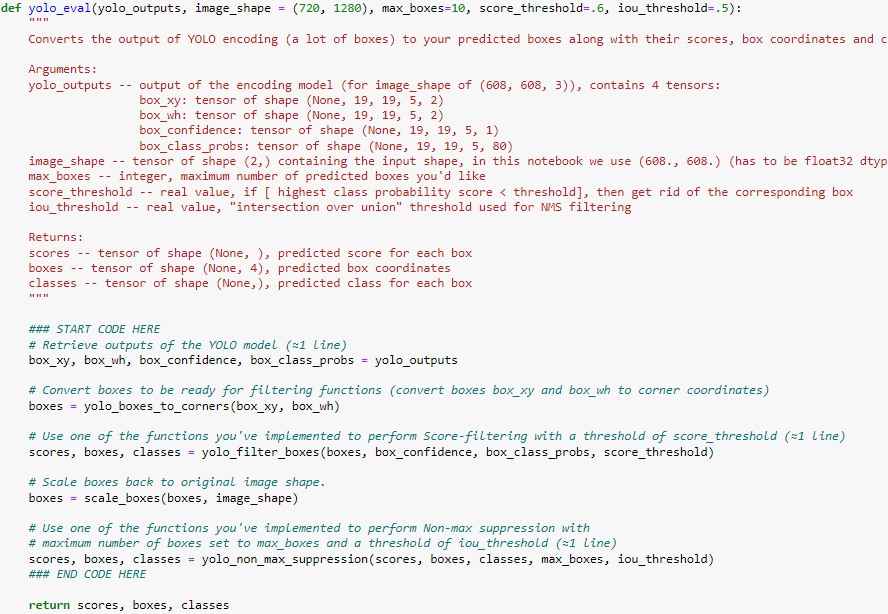 def yolo_eval(yolo_outputs, image_shape = (720, 1280), max_boxes=10, score_threshold=.6, iou_threshold=.5):
    """
    Converts the output of YOLO encoding (a lot of boxes) to your predicted boxes along with their scores, box coordinates and c

    Arguments:
    yolo_outputs -- output of the encoding model (for image_shape of (608, 608, 3)), contains 4 tensors:
                    box_xy: tensor of shape (None, 19, 19, 5, 2)
                    box_wh: tensor of shape (None, 19, 19, 5, 2)
                    box_confidence: tensor of shape (None, 19, 19, 5, 1)
                    box_class_probs: tensor of shape (None, 19, 19, 5, 80)
    image_shape -- tensor of shape (2,) containing the input shape, in this notebook we use (608., 608.) (has to be float32 dtyp
    max_boxes -- integer, maximum number of predicted boxes you'd like
    score_threshold -- real value, if [ highest class probability score < threshold], then get rid of the corresponding box
    iou_threshold -- real value, "intersection over union" threshold used for NMS filtering

    Returns:
    scores -- tensor of shape (None, ), predicted score for each box
    boxes -- tensor of shape (None, 4), predicted box coordinates
    classes -- tensor of shape (None,), predicted class for each box
    """

    ### START CODE HERE
    # Retrieve outputs of the YOLO model (≈1 line)
    box_xy, box_wh, box_confidence, box_class_probs = yolo_outputs

    # Convert boxes to be ready for filtering functions (convert boxes box_xy and box_wh to corner coordinates)
    boxes = yolo_boxes_to_corners(box_xy, box_wh)

    # Use one of the functions you've implemented to perform Score-filtering with a threshold of score_threshold (≈1 line)
    scores, boxes, classes = yolo_filter_boxes(boxes, box_confidence, box_class_probs, score_threshold)

    # Scale boxes back to original image shape.
    boxes = scale_boxes(boxes, image_shape)

    # Use one of the functions you've implemented to perform Non-max suppression with
    # maximum number of boxes set to max_boxes and a threshold of iou_threshold (≈1 line)
    scores, boxes, classes = yolo_non_max_suppression(scores, boxes, classes, max_boxes, iou_threshold)
    ### END CODE HERE

    return scores, boxes, classes